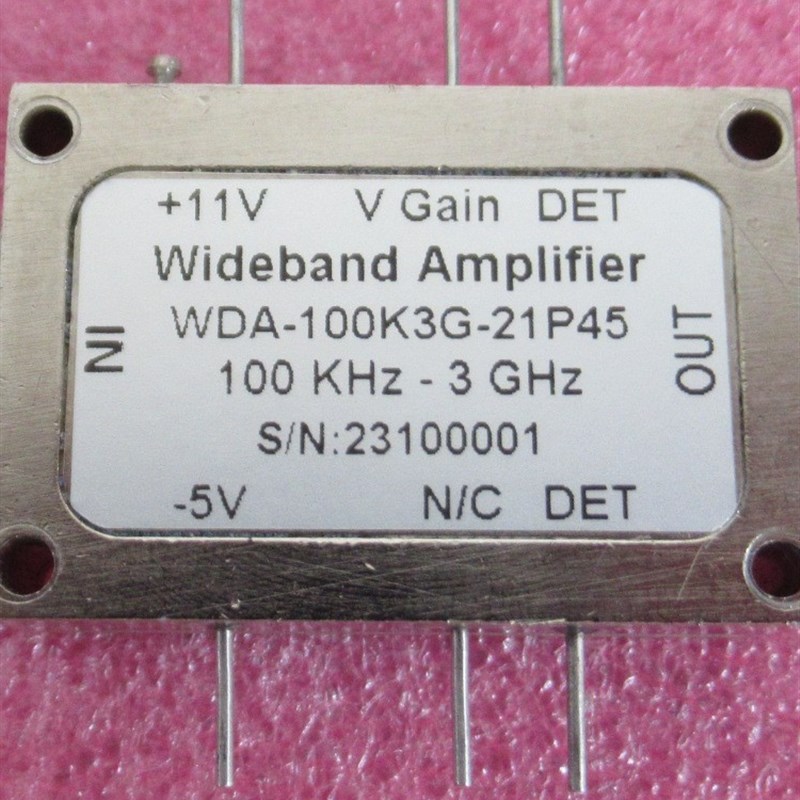 +11V V Gain DET
Wideband Amplifier
WDA-100K3G-21P45
IN
OUT
100 KHz - 3 GHz
S/N:23100001
-5V N/C DET